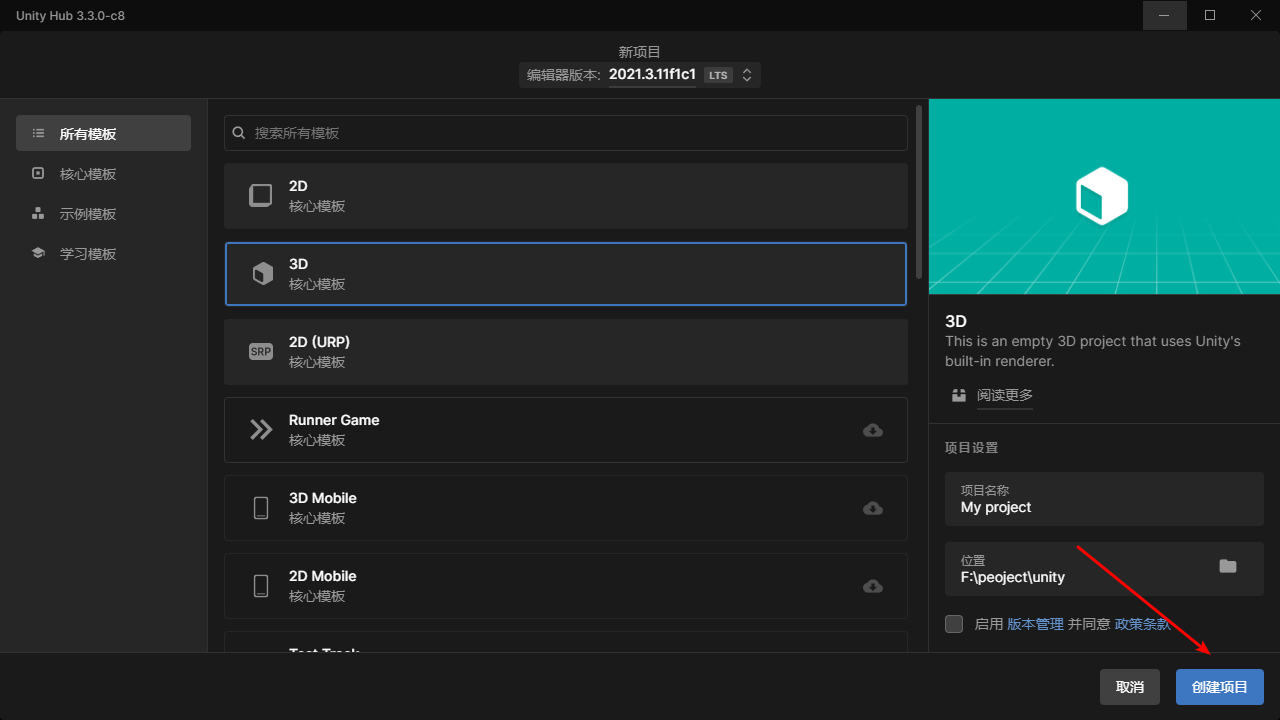 Unity Hub 3.3.0-c8
新项目
编辑器版本: 2021.3.11f1c1 LTS
所有模板
核心模板
示例模板
学习模板
搜索所有模板
2D
核心模板
3D
核心模板
SRP
2D (URP)
核心模板
Runner Game
核心模板
3D Mobile
核心模板
2D Mobile
核心模板
3D
This is an empty 3D project that uses Unity's
built-in renderer.
阅读更多
项目设置
项目名称
My project
位置
F:\peoject\unity
启用 版本管理 并同意 政策条款
取消
创建项目